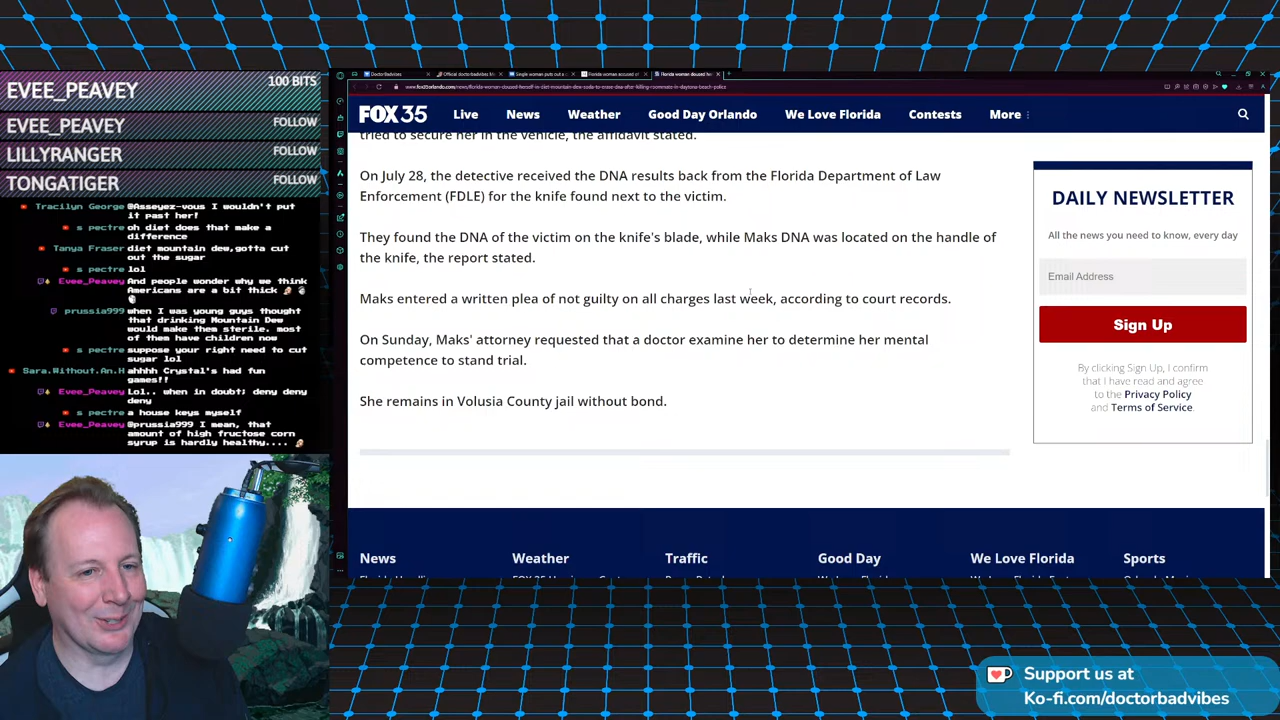 EVEE_PEAVEY 100 BITS
EVEE_PEAVEY FOLLOW
LILLYRANGER FOLLOW
TONGATIGER FOLLOW
Tracilyn George @Asseyez-vous I wouldn't put
it past her!
s pectre oh diet does that make a
difference
Tanya Fraser diet mountain dew,gotta cut
out the sugar
s pectre lol
Evee_Peavey And people wonder why we think
Americans are a bit thick
prussia999 when I was young guys thought
that drinking Mountain Dew
would make them sterile. most
of them have children now
s pectre suppose your right need to cut
sugar lol
Sara.Without.An.H ahhhh Crystal's had fun
games!!
Evee_Peavey Lol.. when in doubt; deny deny
deny
s pectre a house keys myself
Evee_Peavey @prussia999 I mean, that
amount of high fructose corn
syrup is hardly healthy....
DoctorBadvibes
FOX 35 Live News Weather Good Day Orlando We Love Florida Contests More
tried to secure her in the vehicle, the affidavit stated.
On July 28, the detective received the DNA results back from the Florida Department of Law
Enforcement (FDLE) for the knife found next to the victim.
They found the DNA of the victim on the knife's blade, while Maks DNA was located on the handle of
the knife, the report stated.
Maks entered a written plea of not guilty on all charges last week, according to court records.
On Sunday, Maks' attorney requested that a doctor examine her to determine her mental
competence to stand trial.
She remains in Volusia County jail without bond.
DAILY NEWSLETTER
All the news you need to know, every day
Email Address
Sign Up
By clicking Sign Up, I confirm
that I have read and agree
to the Privacy Policy
and Terms of Service.
News Weather Traffic Good Day We Love Florida Sports
Support us at
Ko-fi.com/doctorbadvibes